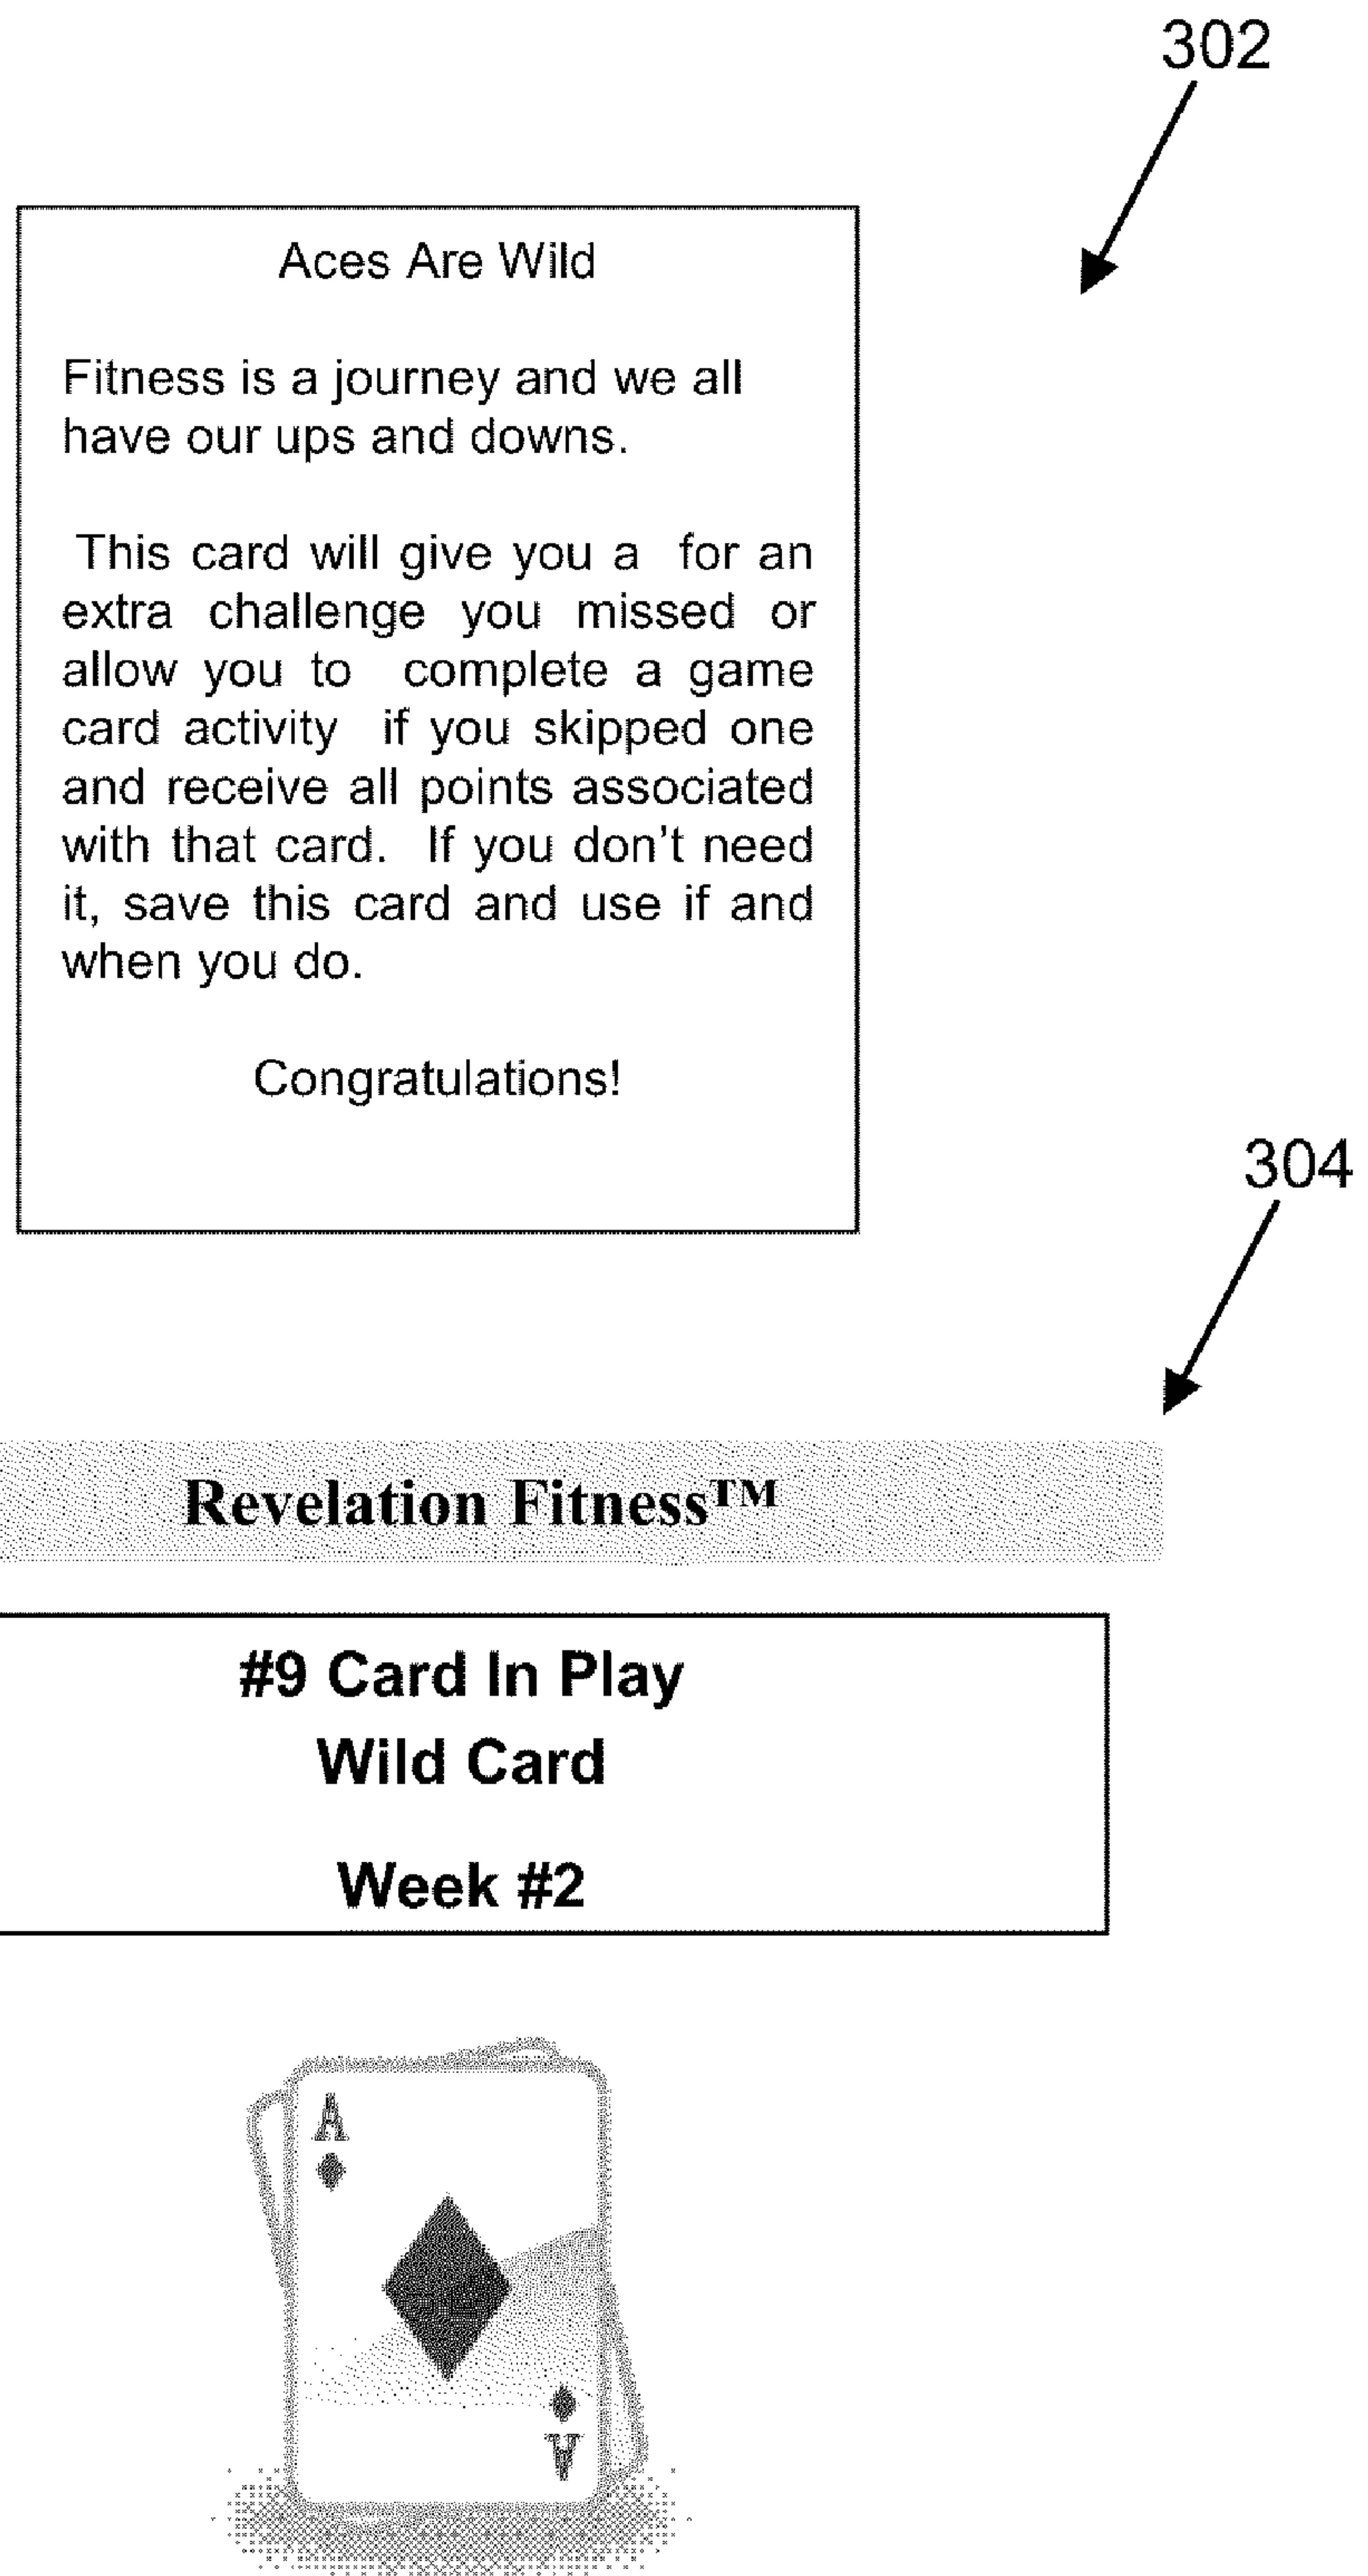 302
Aces Are Wild
Fitness is a journey and we all
have our ups and downs.
This card will give you a for an
extra challenge you missed or
allow you to complete a game
card activity if you skipped one
and receive all points associated
with that card. If you don't need
it, save this card and use if and
when you do.
Congratulations!
304
Revelation Fitness™
#9 Card In Play
Wild Card
Week #2
A
A